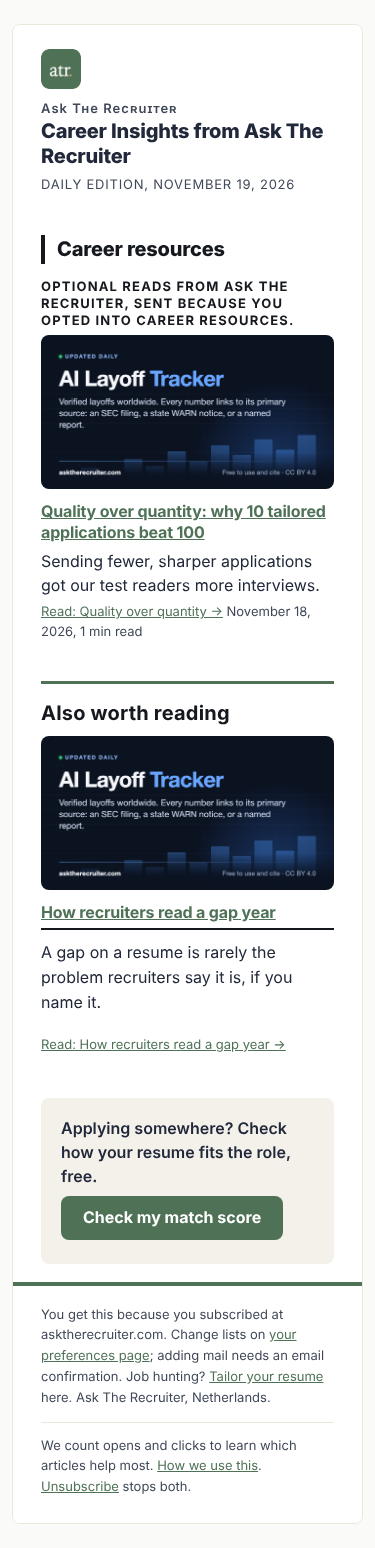 atr.
Ask The Recruiter
Career Insights from Ask The
Recruiter
DAILY EDITION, NOVEMBER 19, 2026
Career resources
OPTIONAL READS FROM ASK THE
RECRUITER, SENT BECAUSE YOU
OPTED INTO CAREER RESOURCES.
UPDATED DAILY
AI Layoff Tracker
Verified layoffs worldwide. Every number links to its primary
source: an SEC filing, a state WARN notice, or a named
report.
asktherecruiter.com
Free to use and cite · CC BY 4.0
Quality over quantity: why 10 tailored
applications beat 100
Sending fewer, sharper applications
got our test readers more interviews.
Read: Quality over quantity → November 18,
2026, 1 min read
Also worth reading
UPDATED DAILY
AI Layoff Tracker
Verified layoffs worldwide. Every number links to its primary
source: an SEC filing, a state WARN notice, or a named
report.
asktherecruiter.com
Free to use and cite · CC BY 4.0
How recruiters read a gap year
A gap on a resume is rarely the
problem recruiters say it is, if you
name it.
Read: How recruiters read a gap year →
Applying somewhere? Check
how your resume fits the role,
free.
Check my match score
You get this because you subscribed at
asktherecruiter.com. Change lists on your
preferences page; adding mail needs an email
confirmation. Job hunting? Tailor your resume
here. Ask The Recruiter, Netherlands.
We count opens and clicks to learn which
articles help most. How we use this.
Unsubscribe stops both.